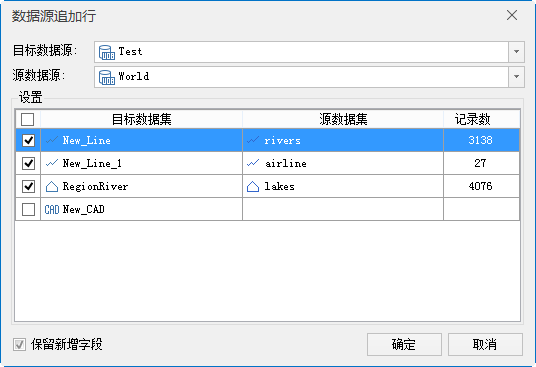 数据源追加行
目标数据源: Test
源数据源: World
设置
目标数据集 源数据集 记录数
New_Line rivers 3138
New_Line_1 airline 27
RegionRiver lakes 4076
CAD New_CAD
保留新增字段 确定 取消